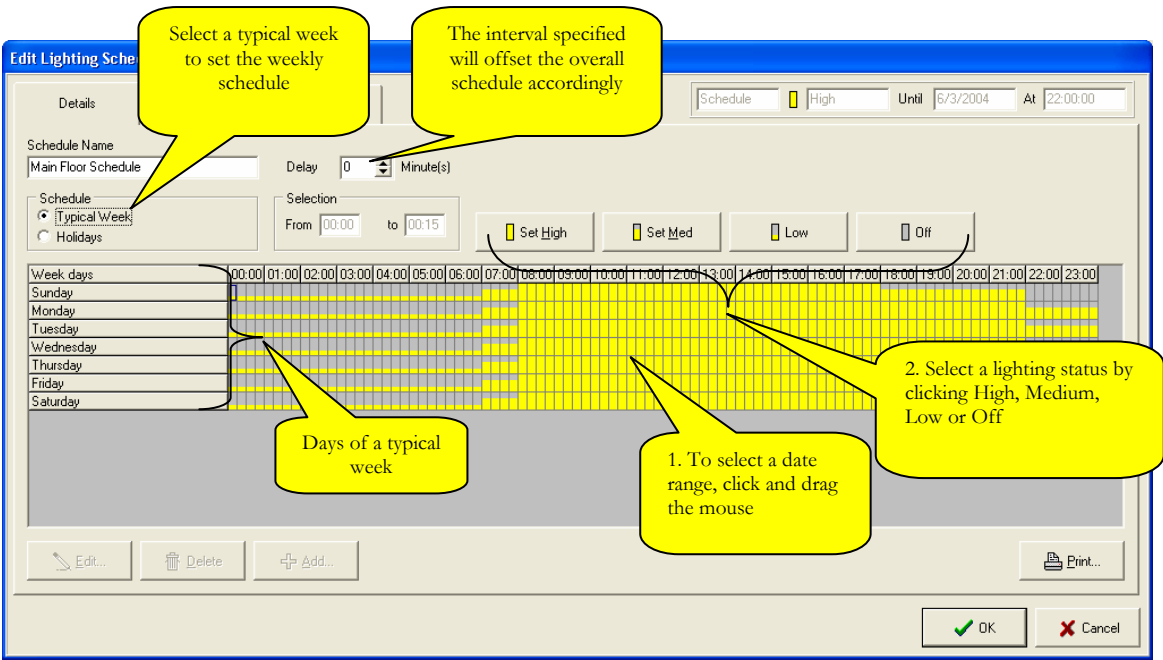 Select a typical week
to set the weekly
schedule
The interval specified
will offset the overall
schedule accordingly
Edit Lighting Sche
Details
Schedule High Until 6/3/2004 At 22:00:00
Schedule Name
Main Floor Schedule Delay 0 Minute(s)
Schedule
Typical Week
Holidays
Selection
From 00:00 to 00:15
Set High Set Med Low Off
Week days 00:00 01:00 02:00 03:00 04:00 05:00 06:00 07:00 08:00 09:00 10:00 11:00 12:00 13:00 14:00 15:00 16:00 17:00 18:00 19:00 20:00 21:00 22:00 23:00
Sunday
Monday
Tuesday
Wednesday
Thursday
Friday
Saturday
2. Select a lighting status by
clicking High, Medium,
Low or Off
Days of a typical
week
1. To select a date
range, click and drag
the mouse
Edit... Delete Add... Print...
OK Cancel